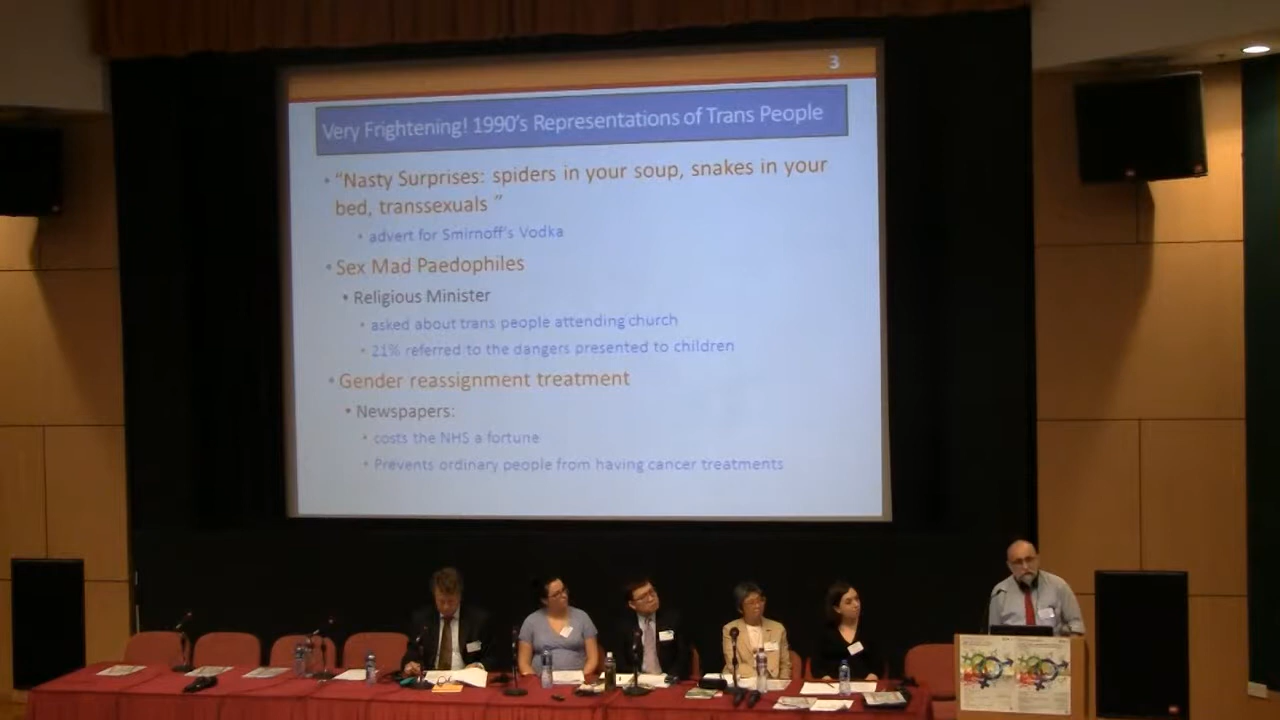 3
Very Frightening! 1990's Representations of Trans People
• "Nasty Surprises: spiders in your soup, snakes in your
bed, transsexuals "
• advert for Smirnoff's Vodka
• Sex Mad Paedophiles
• Religious Minister
• asked about trans people attending church
• 21% referred to the dangers presented to children
• Gender reassignment treatment
• Newspapers:
• costs the NHS a fortune
• Prevents ordinary people from having cancer treatments